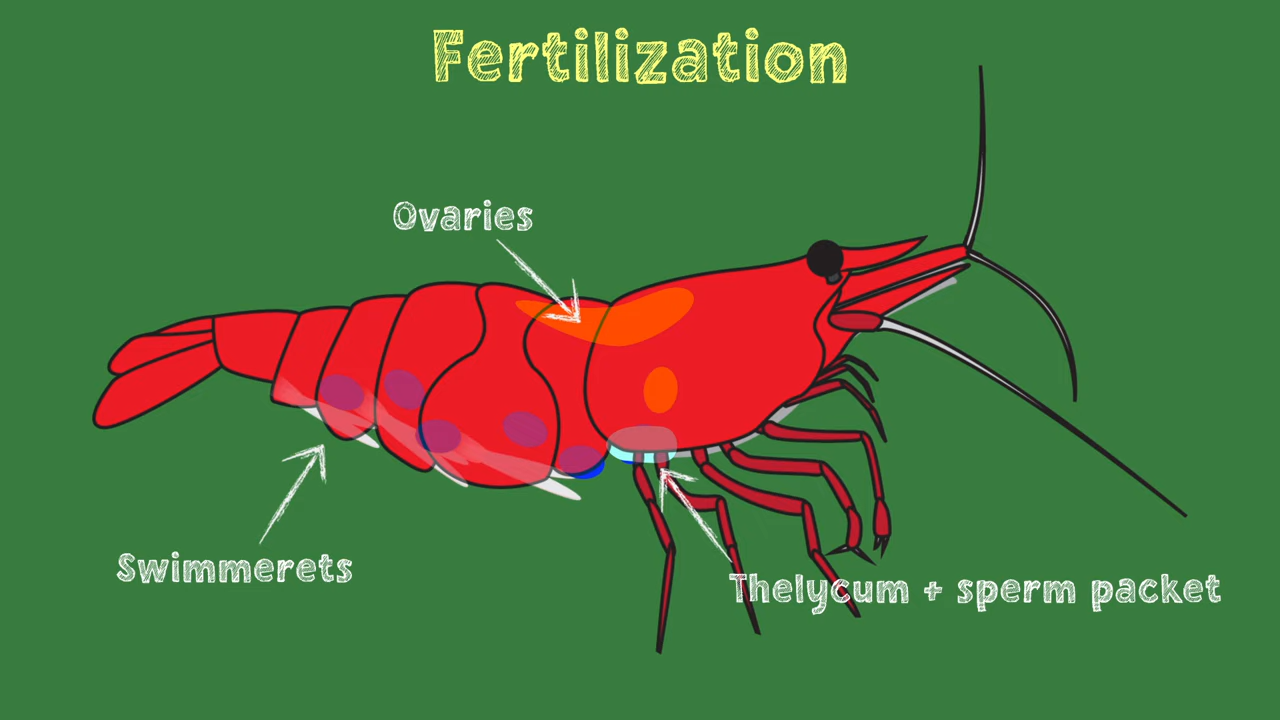 Fertilization
Ovaries
Swimmerets
Thelycum + sperm packet